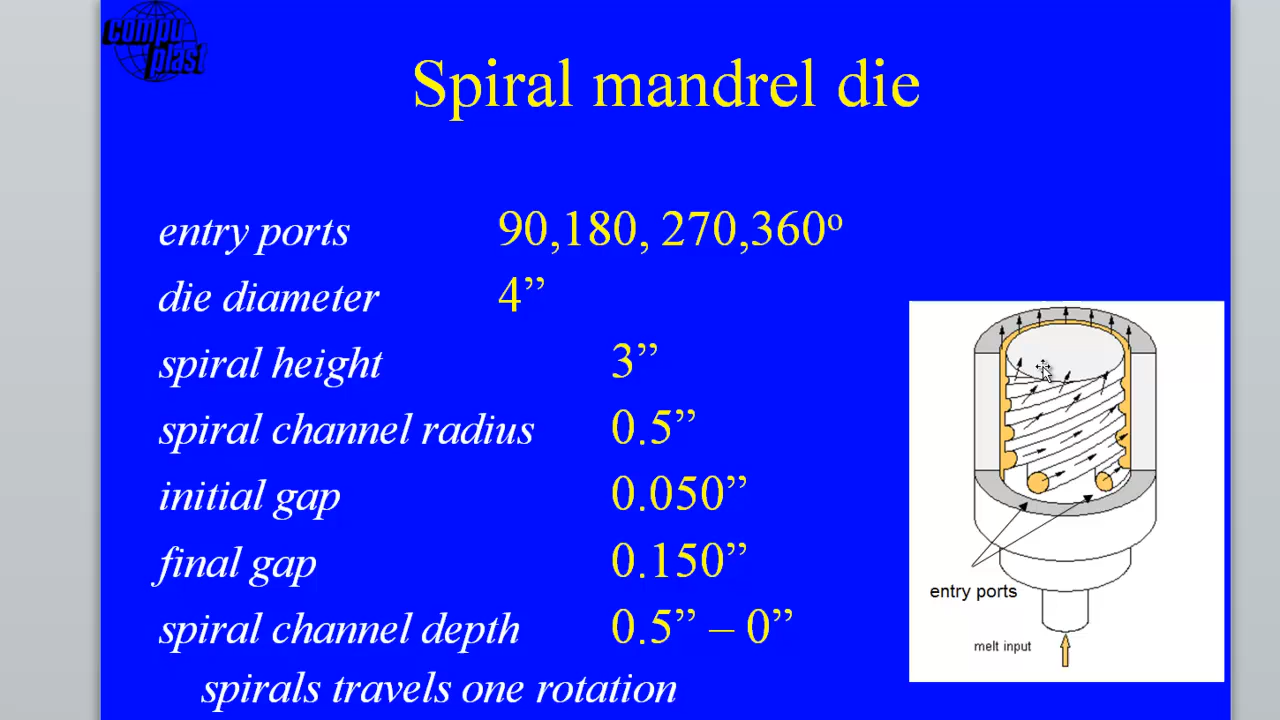 compu
plast
Spiral mandrel die
entry ports 90,180, 270,360º
die diameter 4”
spiral height 3”
spiral channel radius 0.5”
initial gap 0.050”
final gap 0.150”
spiral channel depth 0.5” – 0”
spirals travels one rotation
entry ports
melt input